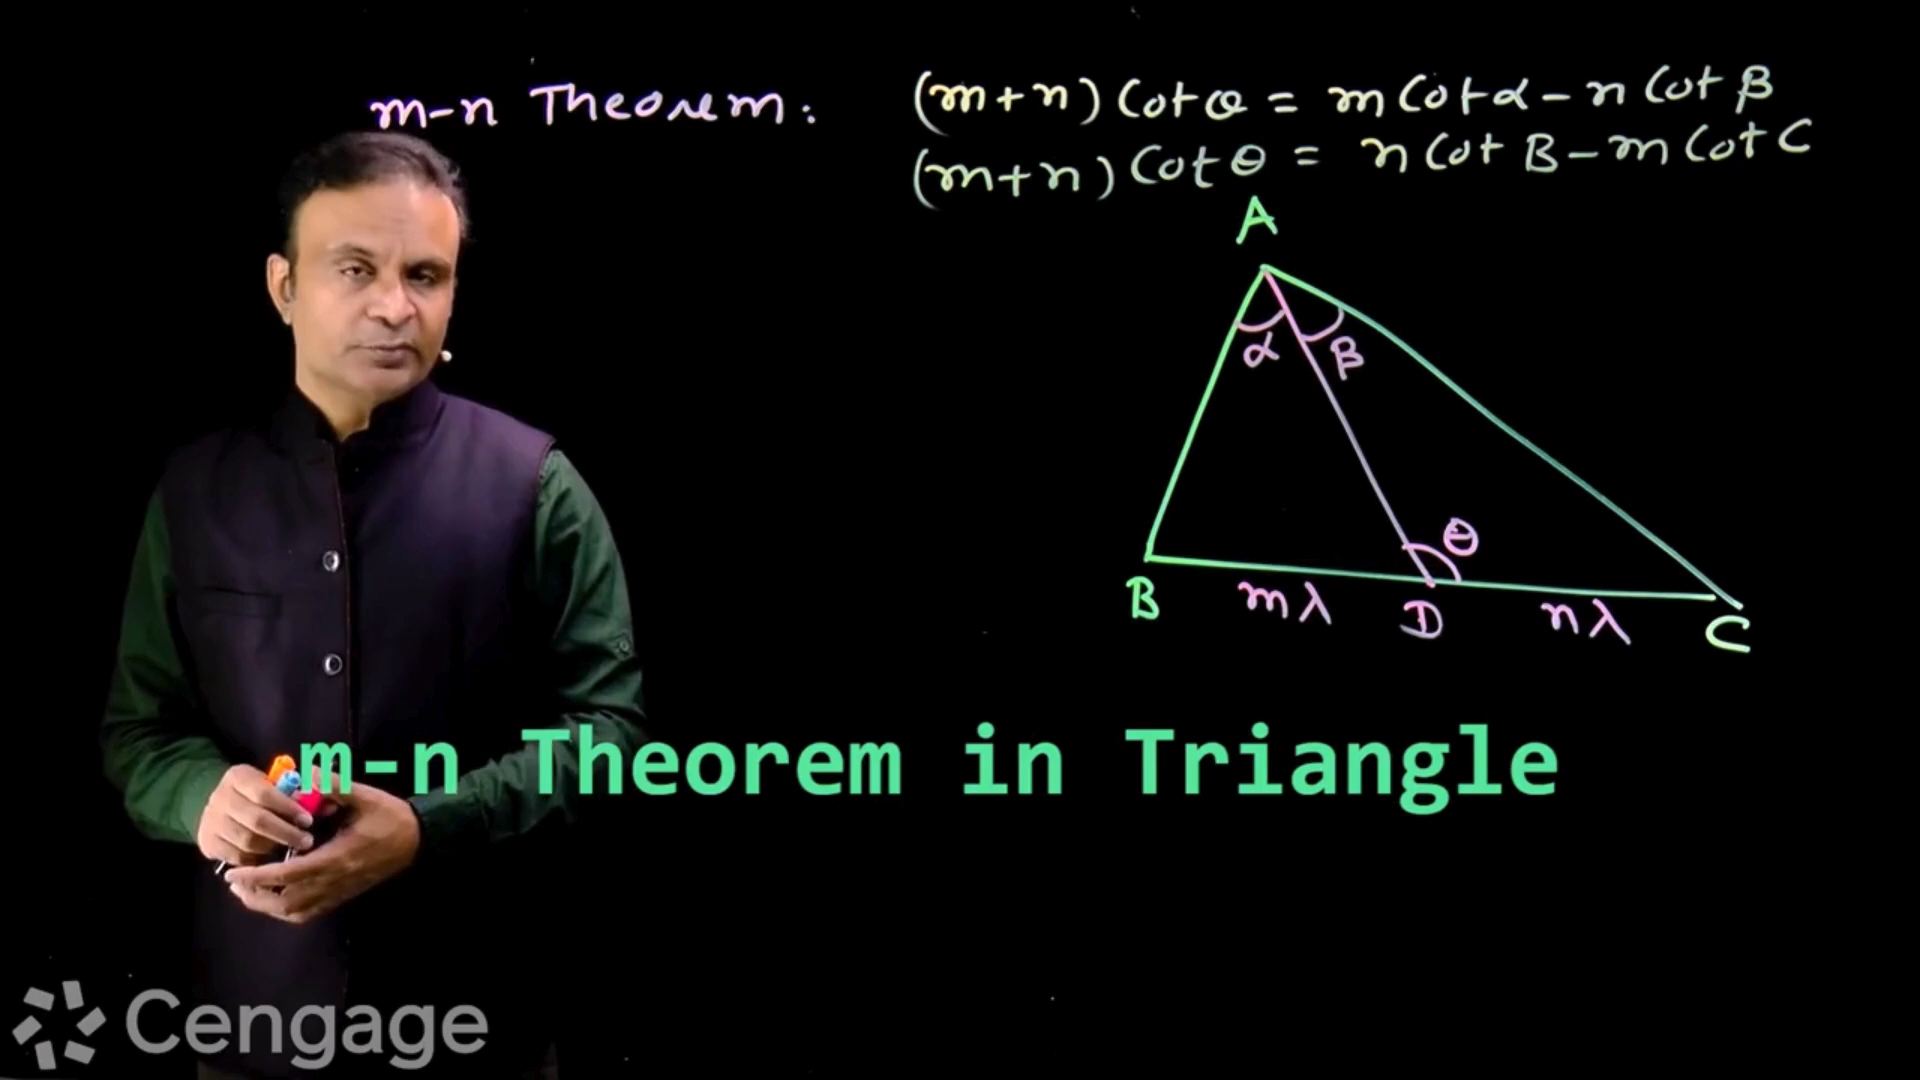 m-n Theorem:
(m+n) Cot θ = m Cot α - n Cot β
(m+n) Cot θ = n Cot B - m Cot C
A
α β
θ
B mλ D nλ C
m-n Theorem in Triangle
Cengage